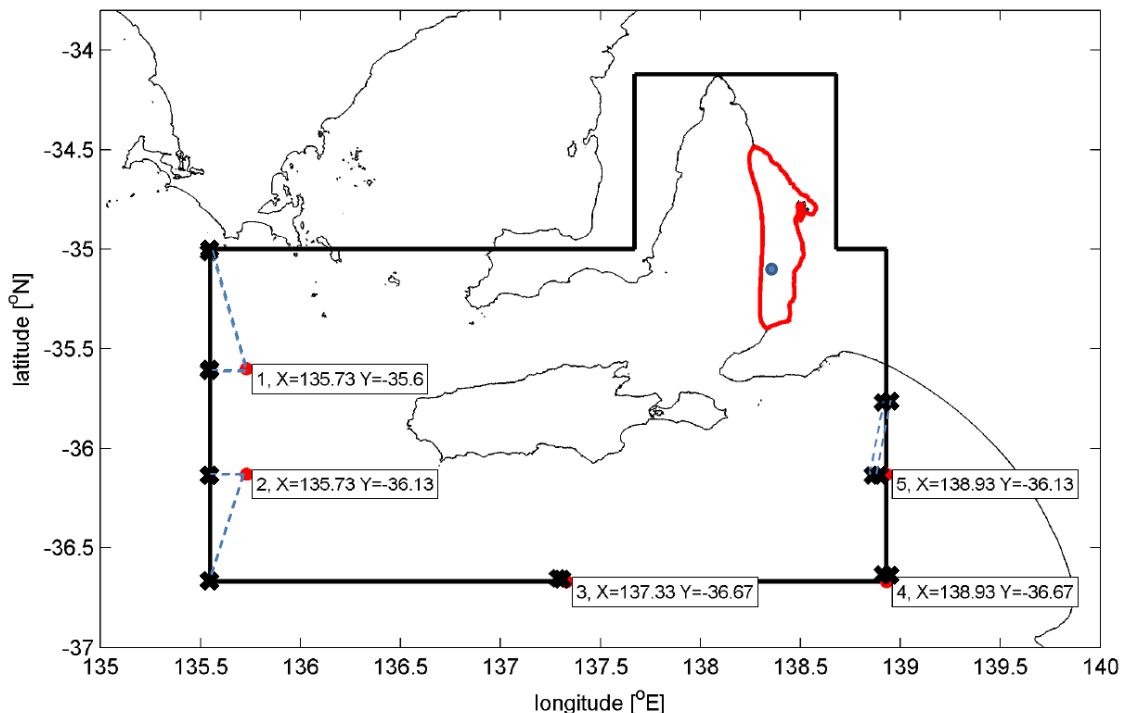 -34
-34.5
-35
-35.5
-36
-36.5
-37
latitude [°N]
1, X=135.73 Y=-35.6
2, X=135.73 Y=-36.13
5, X=138.93 Y=-36.13
3, X=137.33 Y=-36.67
4, X=138.93 Y=-36.67
135 135.5 136 136.5 137 137.5 138 138.5 139 139.5 140
longitude [°E]